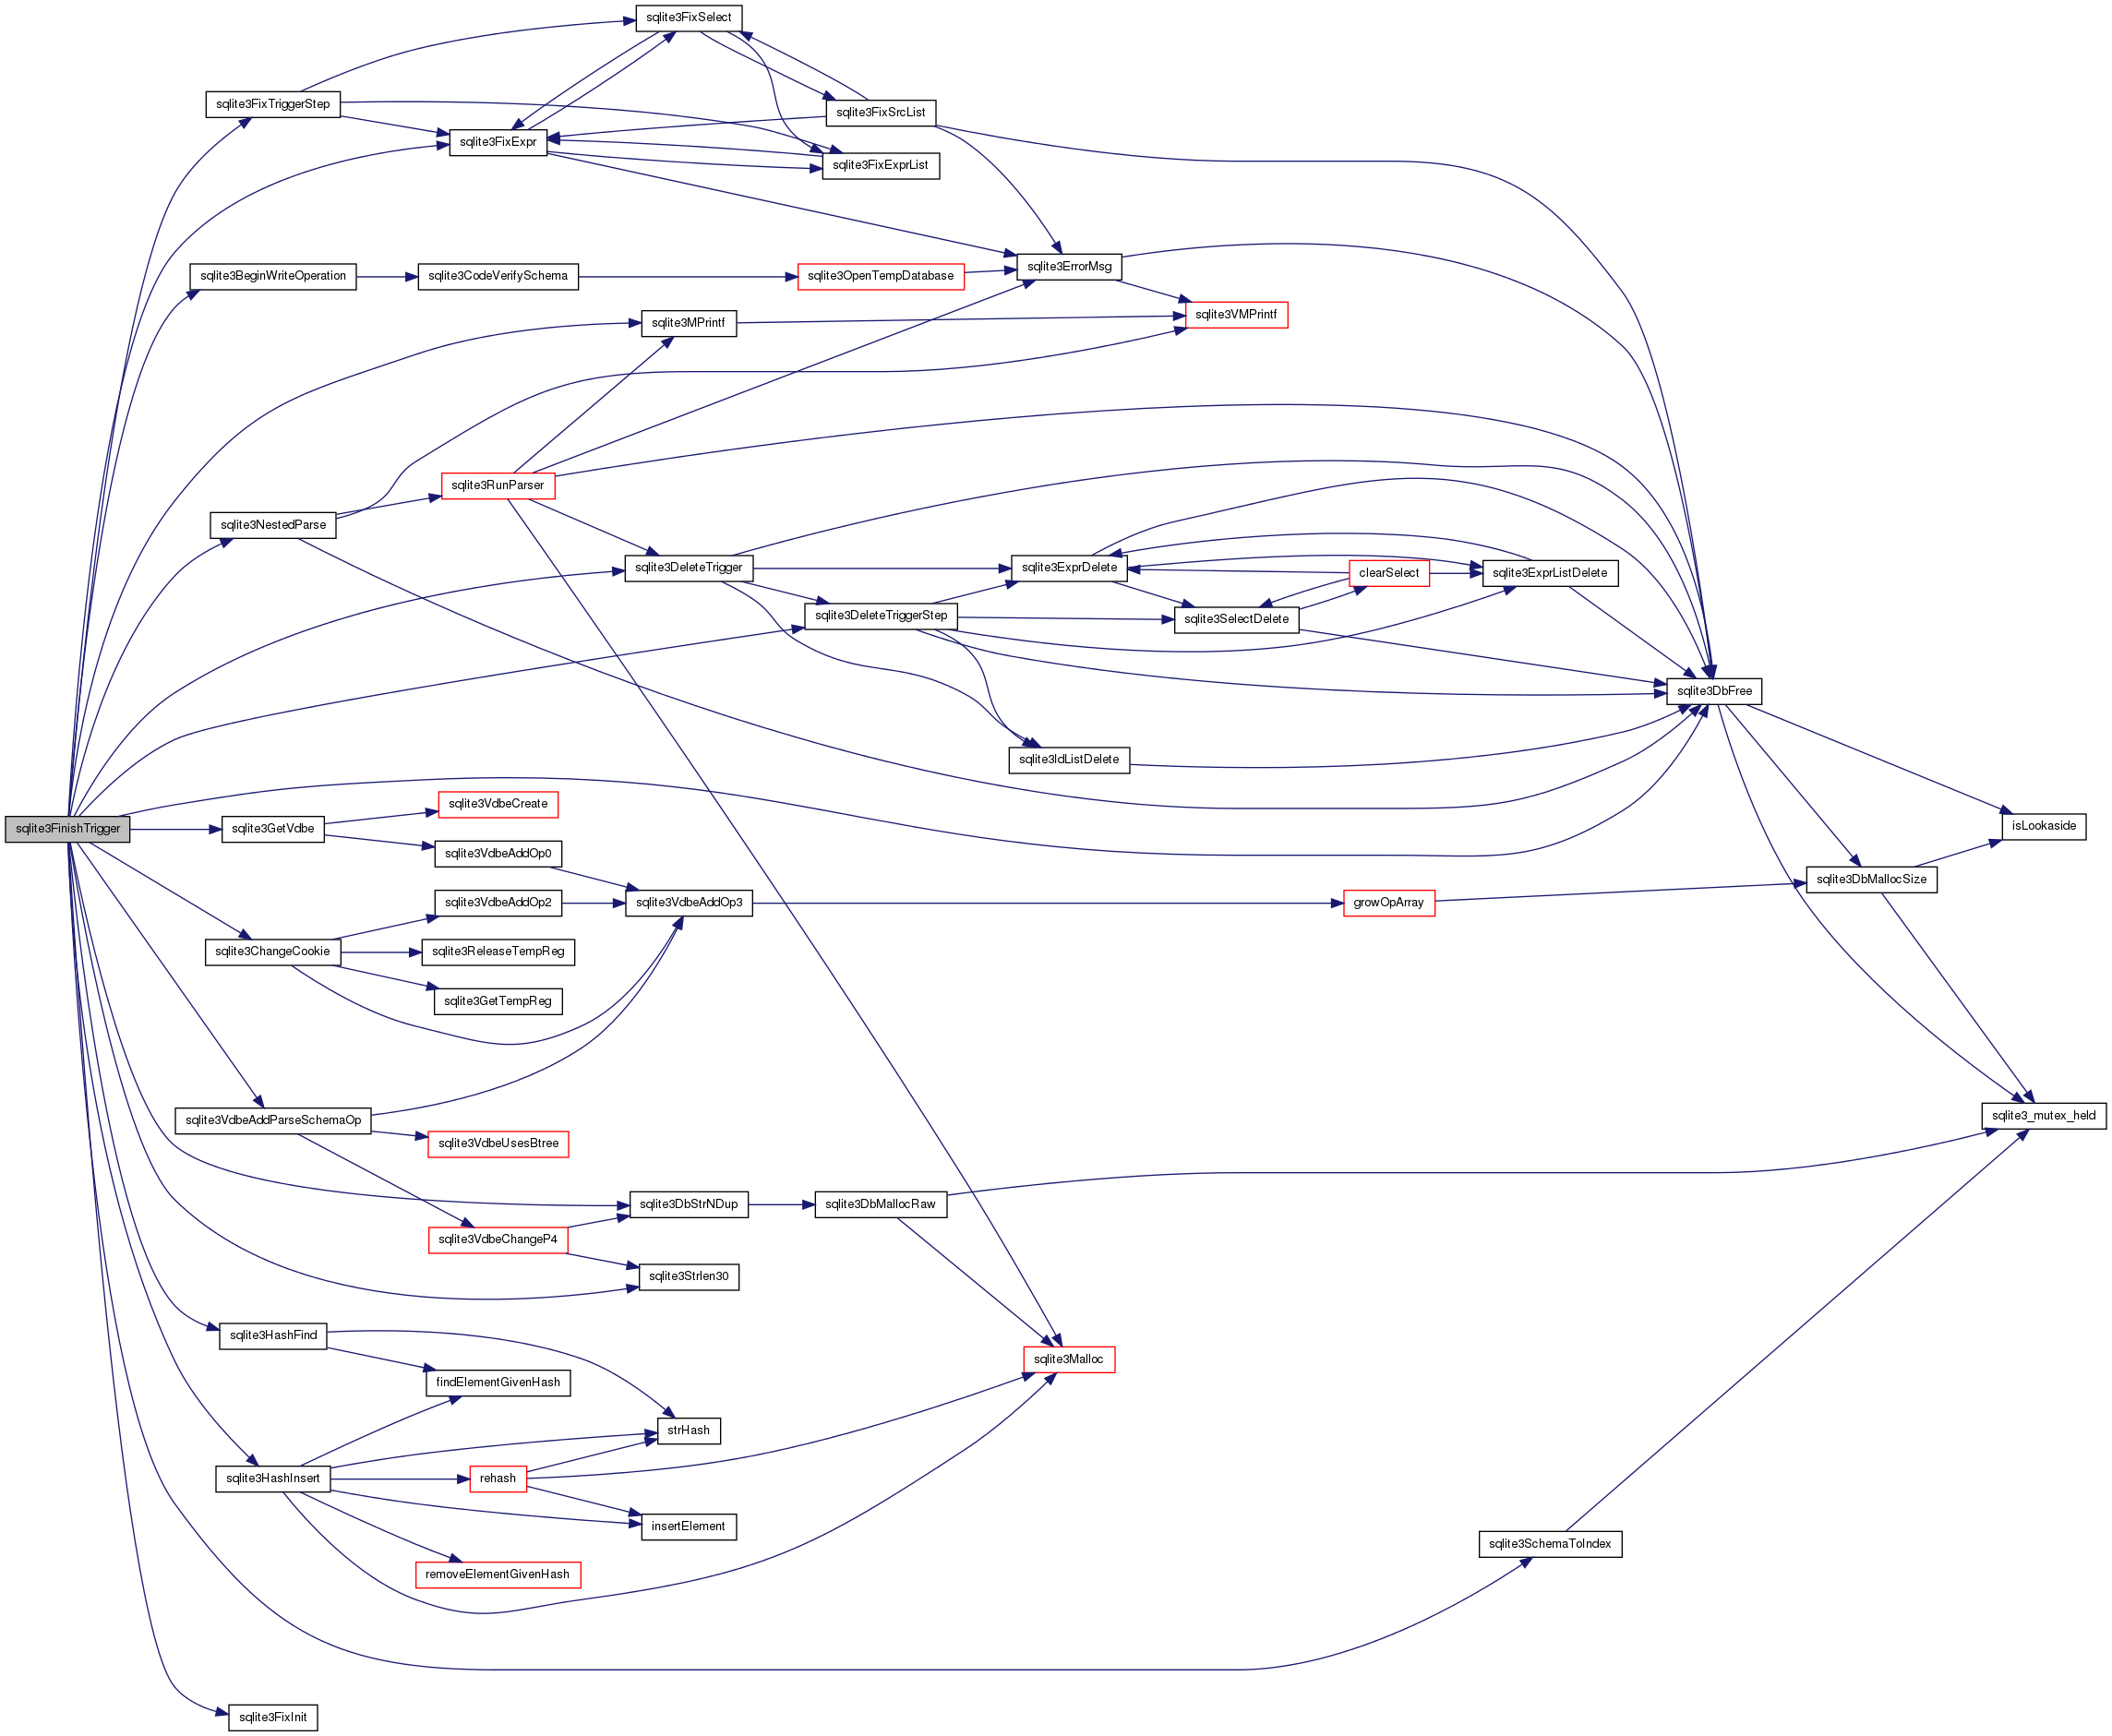 sqlite3FixSelect
sqlite3FixTriggerStep
sqlite3FixSrcList
sqlite3FixExpr
sqlite3FixExprList
sqlite3ErrorMsg
sqlite3BeginWriteOperation
sqlite3CodeVerifySchema
sqlite3OpenTempDatabase
sqlite3VMPrintf
sqlite3MPrintf
sqlite3RunParser
sqlite3NestedParse
sqlite3DeleteTrigger
sqlite3ExprDelete
clearSelect
sqlite3ExprListDelete
sqlite3DeleteTriggerStep
sqlite3SelectDelete
sqlite3DbFree
sqlite3IdListDelete
sqlite3VdbeCreate
sqlite3FinishTrigger
sqlite3GetVdbe
isLookaside
sqlite3VdbeAddOp0
sqlite3DbMallocSize
sqlite3VdbeAddOp2
sqlite3VdbeAddOp3
growOpArray
sqlite3ChangeCookie
sqlite3ReleaseTempReg
sqlite3GetTempReg
sqlite3_mutex_held
sqlite3VdbeAddParseSchemaOp
sqlite3VdbeUsesBtree
sqlite3DbStrNDup
sqlite3DbMallocRaw
sqlite3VdbeChangeP4
sqlite3Strlen30
sqlite3HashFind
sqlite3Malloc
findElementGivenHash
strHash
sqlite3HashInsert
rehash
insertElement
sqlite3SchemaToIndex
removeElementGivenHash
sqlite3FixInit